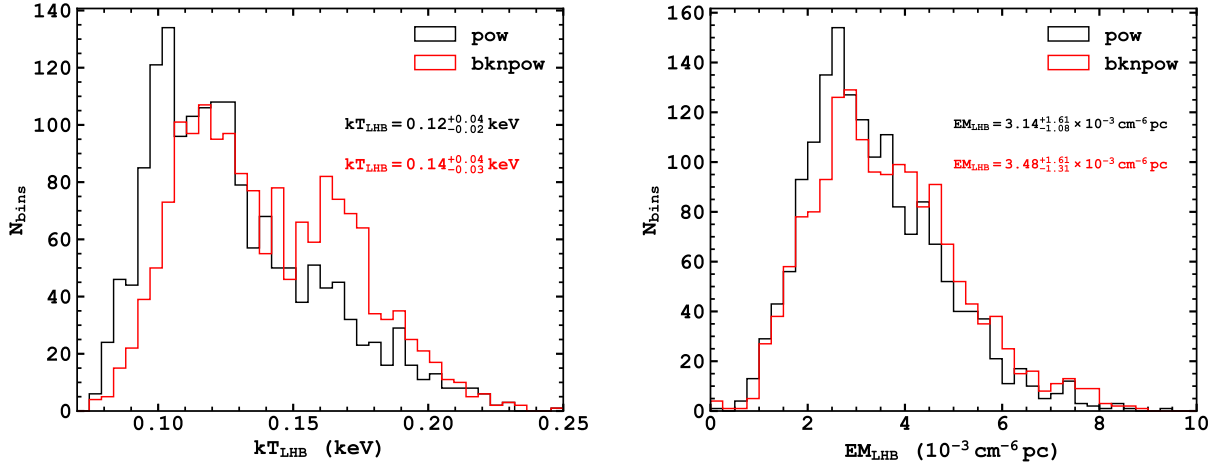 pow
bknpow
kT_LHB = 0.12^{+0.04}_{-0.02} keV
kT_LHB = 0.14^{+0.04}_{-0.03} keV
N_bins
140
120
100
80
60
40
20
0
0.10
0.15
0.20
0.25
kT_LHB (keV)
pow
bknpow
EM_LHB = 3.14^{+1.61}_{-1.08} × 10^{-3} cm^{-6} pc
EM_LHB = 3.48^{+1.61}_{-1.31} × 10^{-3} cm^{-6} pc
N_bins
160
140
120
100
80
60
40
20
0
0
2
4
6
8
10
EM_LHB (10^{-3} cm^{-6} pc)